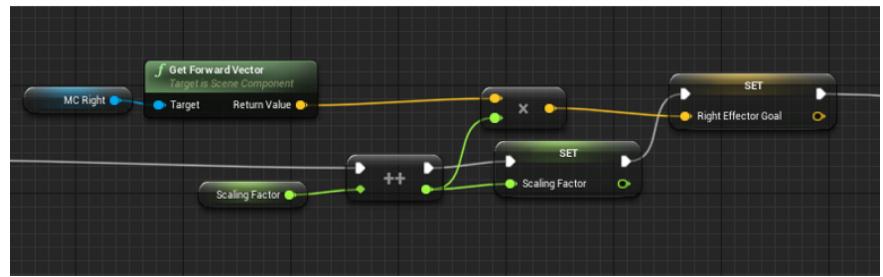 f Get Forward Vector
Target is Scene Component
MC Right
Target
Return Value
×
SET
Right Effector Goal
++
SET
Scaling Factor
Scaling Factor